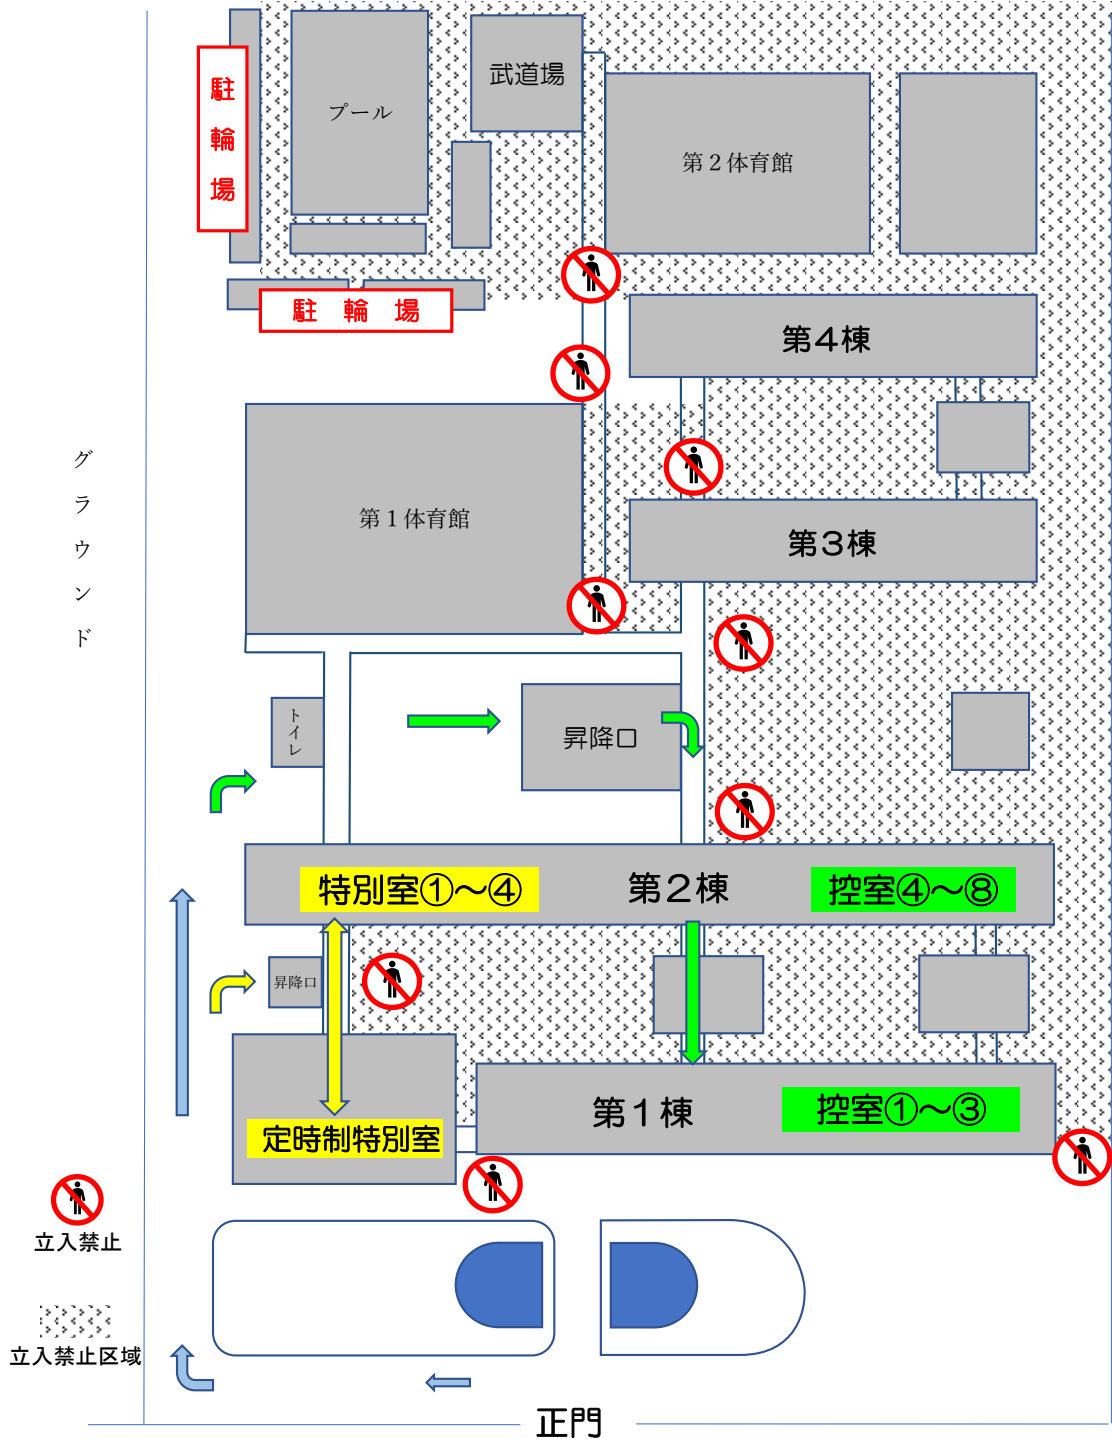 武道場
駐輪場
プール
第２体育館
駐輪場
第４棟
グラウンド
第１体育館
第３棟
トイレ
昇降口
特別室①～④
第２棟
控室④～⑧
昇降口
第１棟
控室①～③
定時制特別室
立入禁止
立入禁止区域
正門